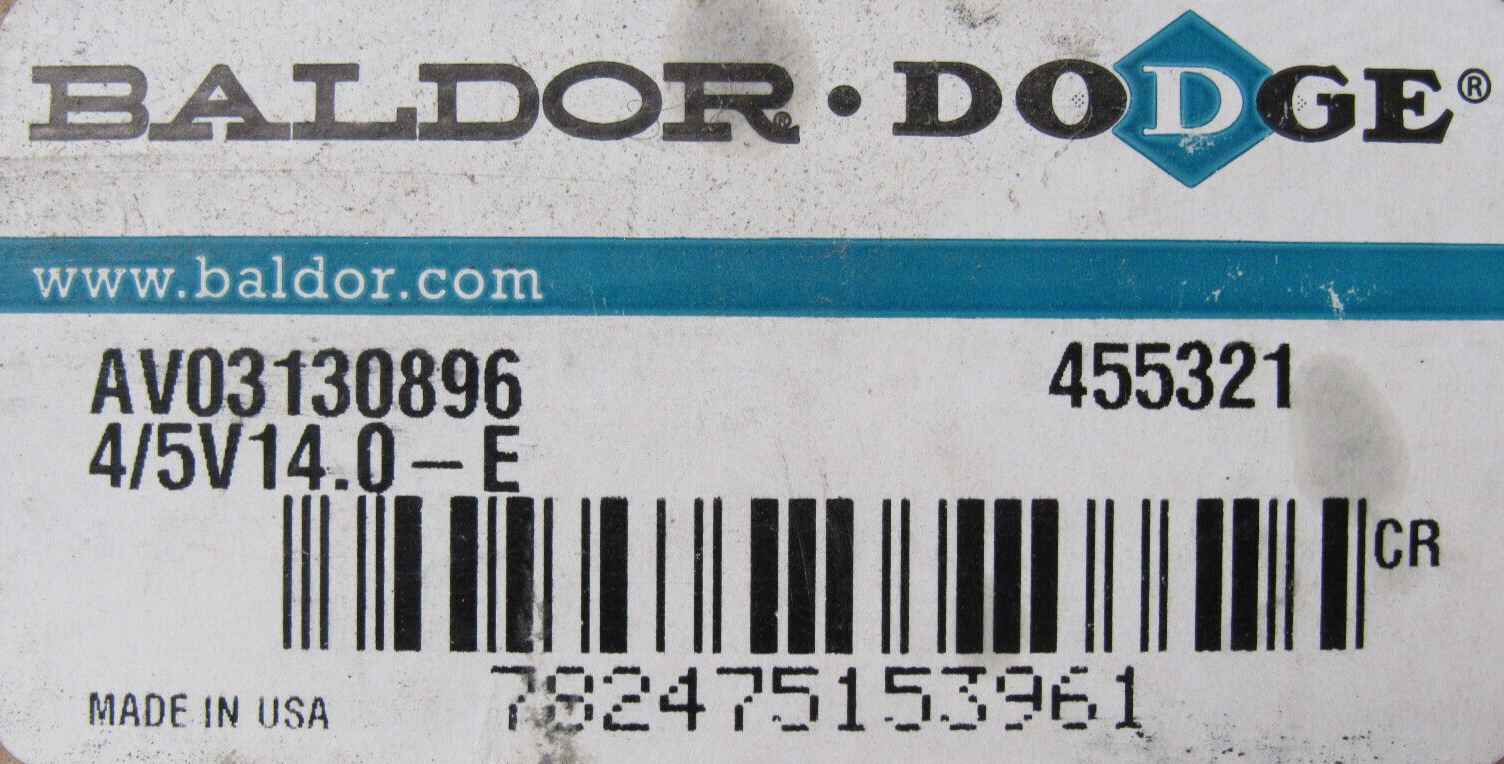 BALDOR® · DODGE®
www.baldor.com
AV03130896 455321
4/5V14.0 – E
CR
782475153961
MADE IN USA